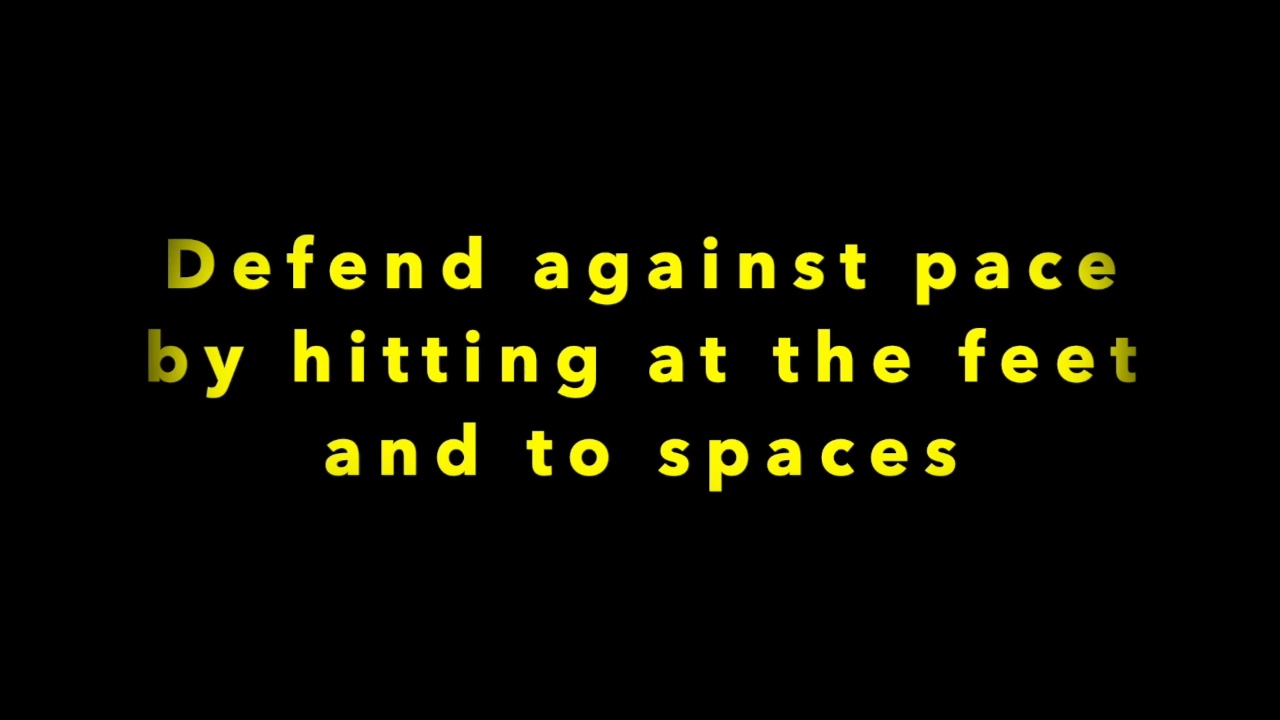 Defend against pace
by hitting at the feet
and to spaces